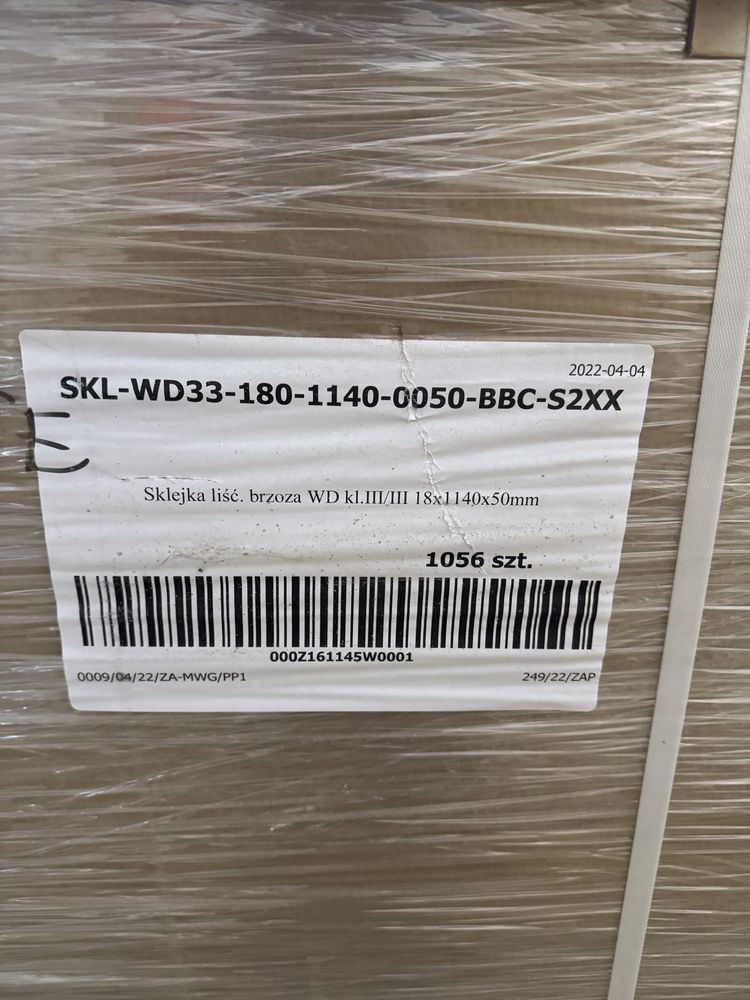 2022-04-04
SKL-WD33-180-1140-0050-BBC-S2XX
E
Sklejka liść. brzoza WD kl.III/III 18x1140x50mm
1056 szt.
000Z161145W0001
0009/04/22/ZA-MWG/PP1
249/22/ZAP